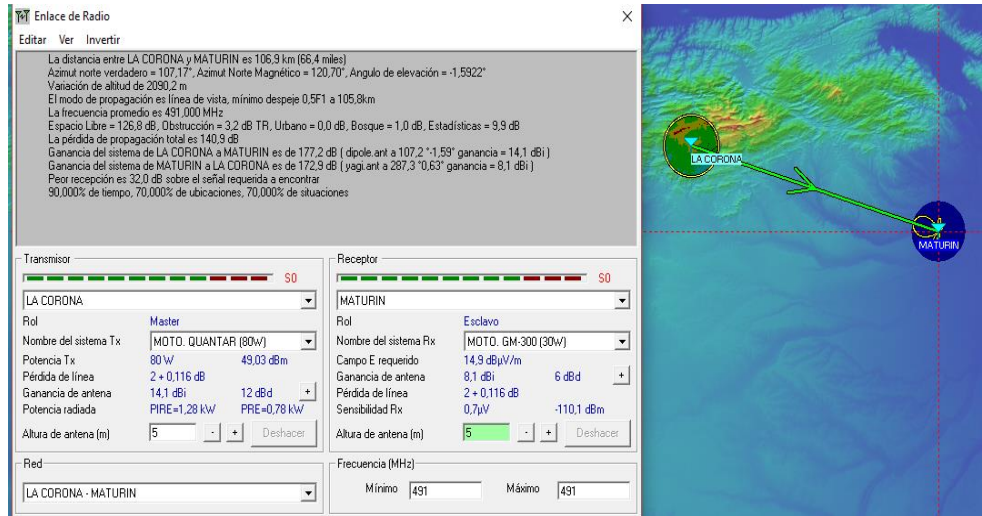 Enlace de Radio
Editar Ver Invertir
La distancia entre LA CORONA y MATURIN es 106,9 km (66,4 miles)
Azimut norte verdadero = 107,17°, Azimut Norte Magnético = 120,70°, Angulo de elevación = -1,5922°
Variación de altitud de 2090,2 m
El modo de propagación es línea de vista, mínimo despeje 0,5F1 a 105,8km
La frecuencia promedio es 491,000 MHz
Espacio Libre = 126,8 dB, Obstrucción = 3,2 dB TR, Urbano = 0,0 dB, Bosque = 1,0 dB, Estadísticas = 9,9 dB
La pérdida de propagación total es 140,9 dB
Ganancia del sistema de LA CORONA a MATURIN es de 177,2 dB ( dipole.ant a 107,2 °-1,59° ganancia = 14,1 dBi )
Ganancia del sistema de MATURIN a LA CORONA es de 172,9 dB ( yagi.ant a 287,3 °0,63° ganancia = 8,1 dBi )
Peor recepción es 32,0 dB sobre el señal requerida a encontrar
90,000% de tiempo, 70,000% de ubicaciones, 70,000% de situaciones
Transmisor
S0
LA CORONA
Rol Master
Nombre del sistema Tx MOTO. QUANTAR (80W)
Potencia Tx 80 W 49,03 dBm
Pérdida de línea 2 + 0,116 dB
Ganancia de antena 14,1 dBi 12 dBd +
Potencia radiada PIRE=1,28 kW PRE=0,78 kW
Altura de antena (m) 5 - + Deshacer
Receptor
S0
MATURIN
Rol Esclavo
Nombre del sistema Rx MOTO. GM-300 (30W)
Campo E requerido 14,9 dBµV/m
Ganancia de antena 8,1 dBi 6 dBd +
Pérdida de línea 2 + 0,116 dB
Sensibilidad Rx 0,7µV -110,1 dBm
Altura de antena (m) 5 - + Deshacer
Red
LA CORONA - MATURIN
Frecuencia (MHz)
Mínimo 491 Máximo 491
LA CORONA
MATURIN